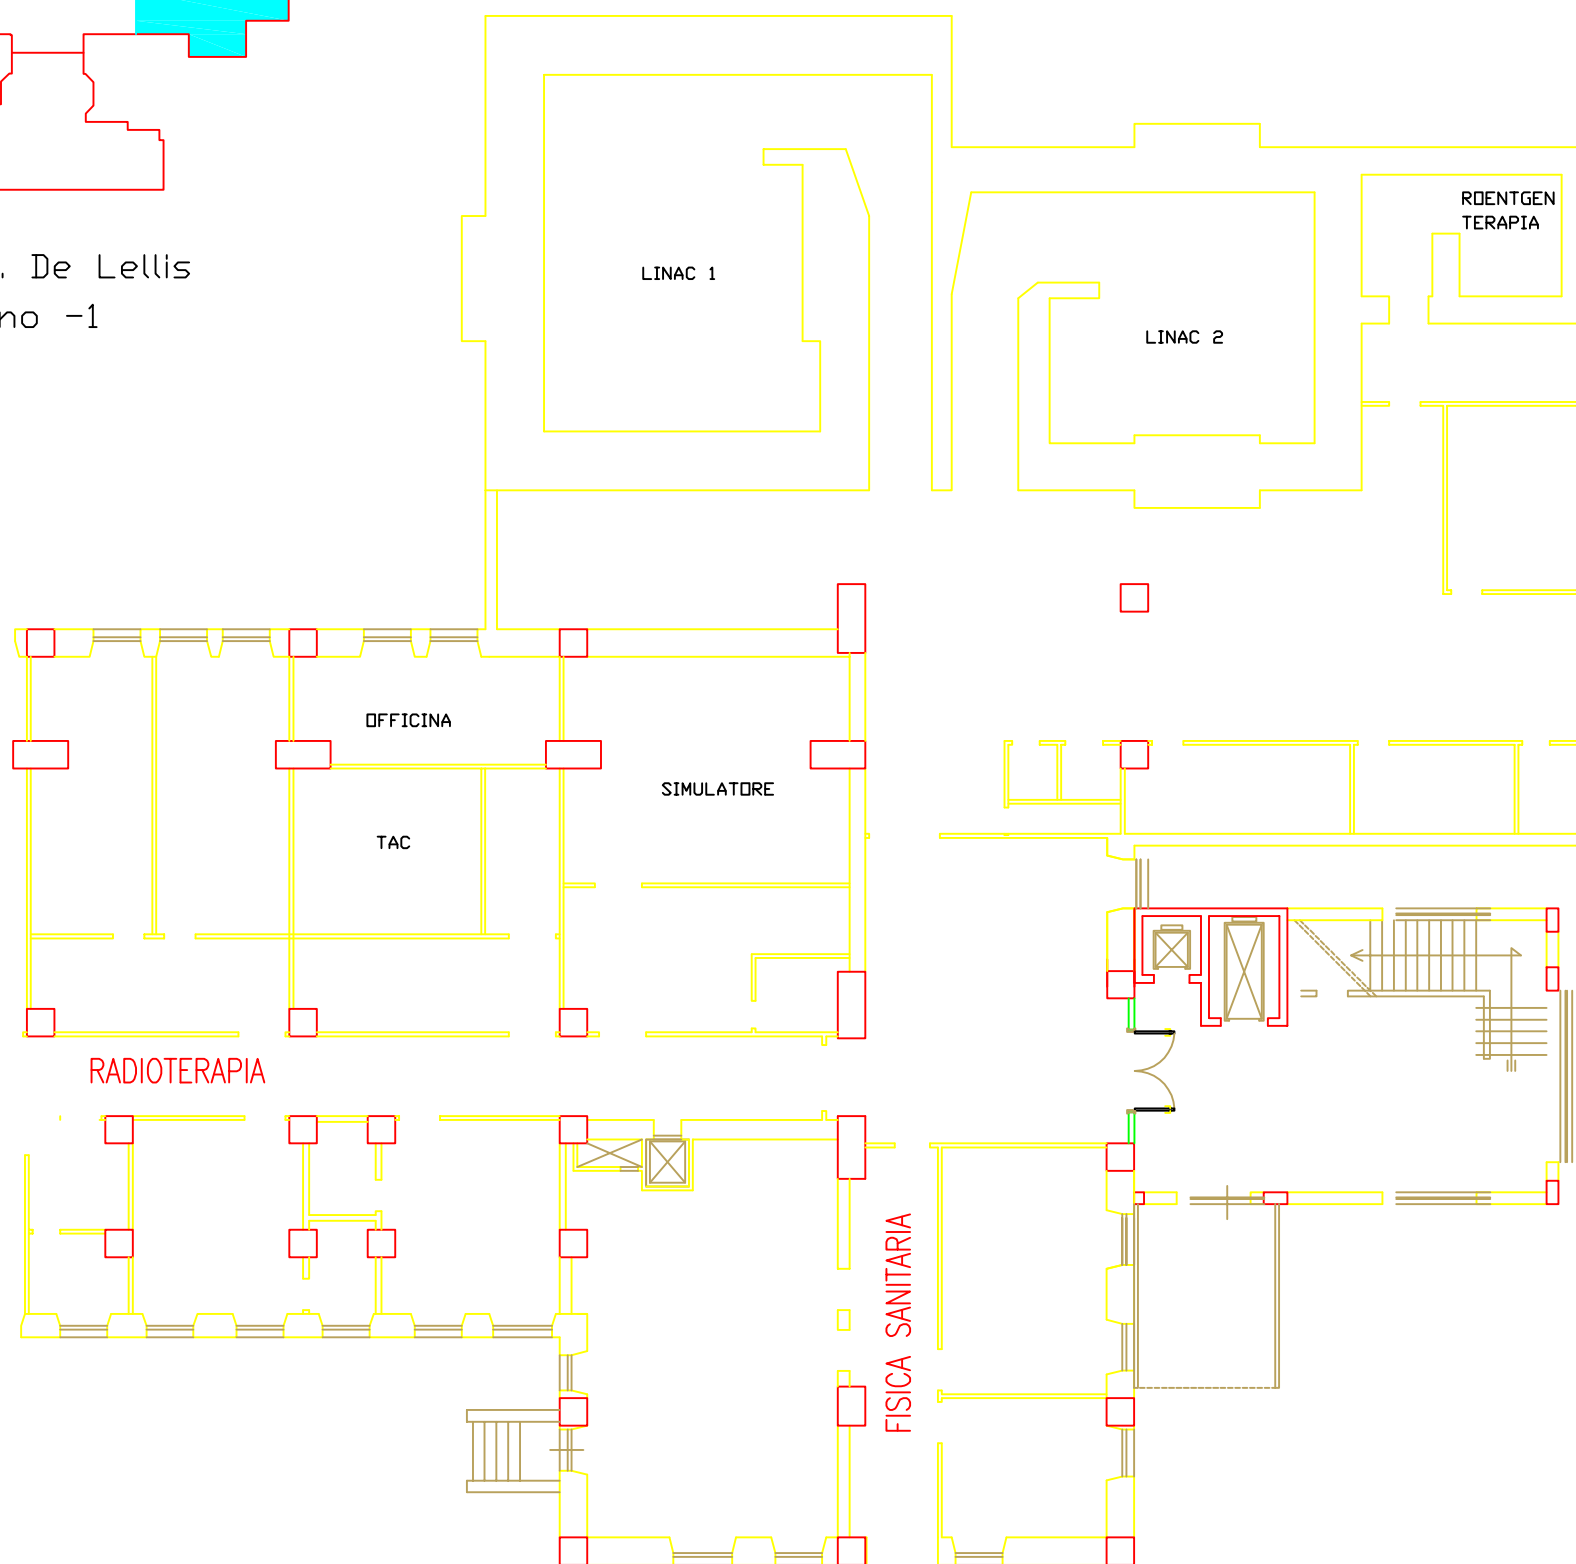 . De Lellis
no -1
ROENTGEN
TERAPIA
LINAC 1
LINAC 2
OFFICINA
SIMULATORE
TAC
RADIOTERAPIA
FISICA SANITARIA